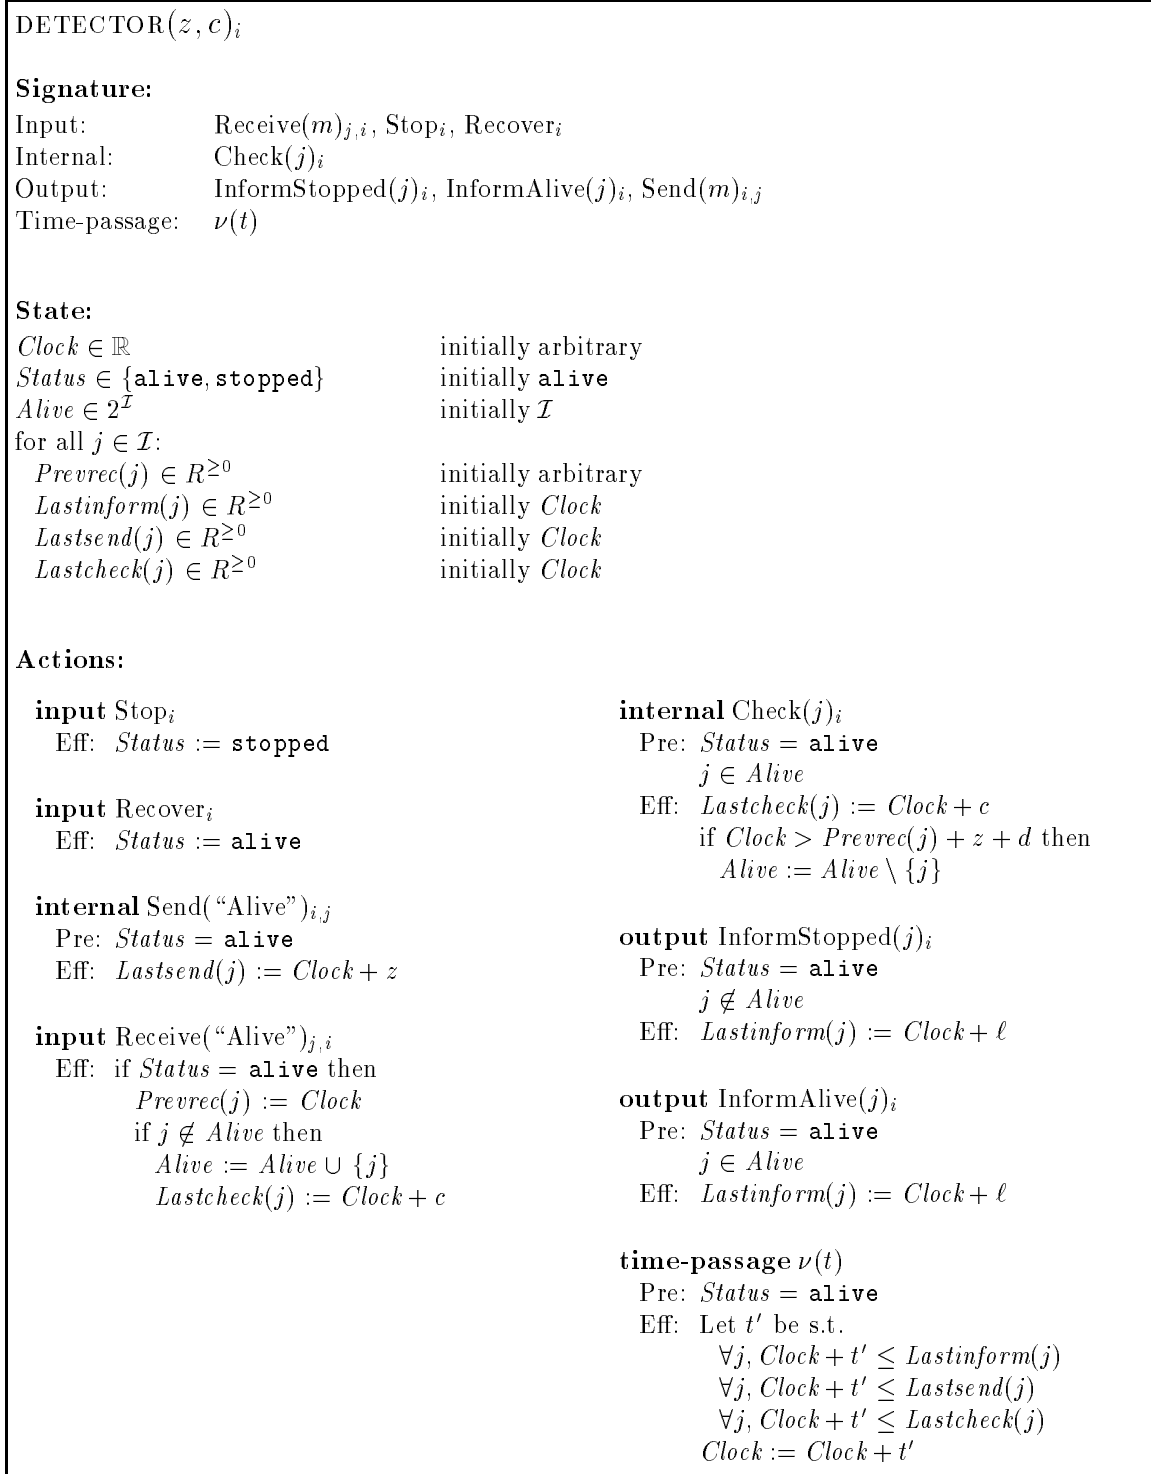 DETECTOR(z, c)_i
Signature:
Input: Receive(m)_{j,i}, Stop_i, Recover_i
Internal: Check(j)_i
Output: InformStopped(j)_i, InformAlive(j)_i, Send(m)_{i,j}
Time-passage: ν(t)
State:
Clock ∈ ℝ initially arbitrary
Status ∈ {alive, stopped} initially alive
Alive ∈ 2^ℐ initially ℐ
for all j ∈ ℐ:
Prevrec(j) ∈ R^{≥0} initially arbitrary
Lastinform(j) ∈ R^{≥0} initially Clock
Lastsend(j) ∈ R^{≥0} initially Clock
Lastcheck(j) ∈ R^{≥0} initially Clock
Actions:
input Stop_i
Eff: Status := stopped
input Recover_i
Eff: Status := alive
internal Send(“Alive”)_{i,j}
Pre: Status = alive
Eff: Lastsend(j) := Clock + z
input Receive(“Alive”)_{j,i}
Eff: if Status = alive then
Prevrec(j) := Clock
if j ∉ Alive then
Alive := Alive ∪ {j}
Lastcheck(j) := Clock + c
internal Check(j)_i
Pre: Status = alive
j ∈ Alive
Eff: Lastcheck(j) := Clock + c
if Clock > Prevrec(j) + z + d then
Alive := Alive \ {j}
output InformStopped(j)_i
Pre: Status = alive
j ∉ Alive
Eff: Lastinform(j) := Clock + ℓ
output InformAlive(j)_i
Pre: Status = alive
j ∈ Alive
Eff: Lastinform(j) := Clock + ℓ
time-passage ν(t)
Pre: Status = alive
Eff: Let t′ be s.t.
∀j, Clock + t′ ≤ Lastinform(j)
∀j, Clock + t′ ≤ Lastsend(j)
∀j, Clock + t′ ≤ Lastcheck(j)
Clock := Clock + t′